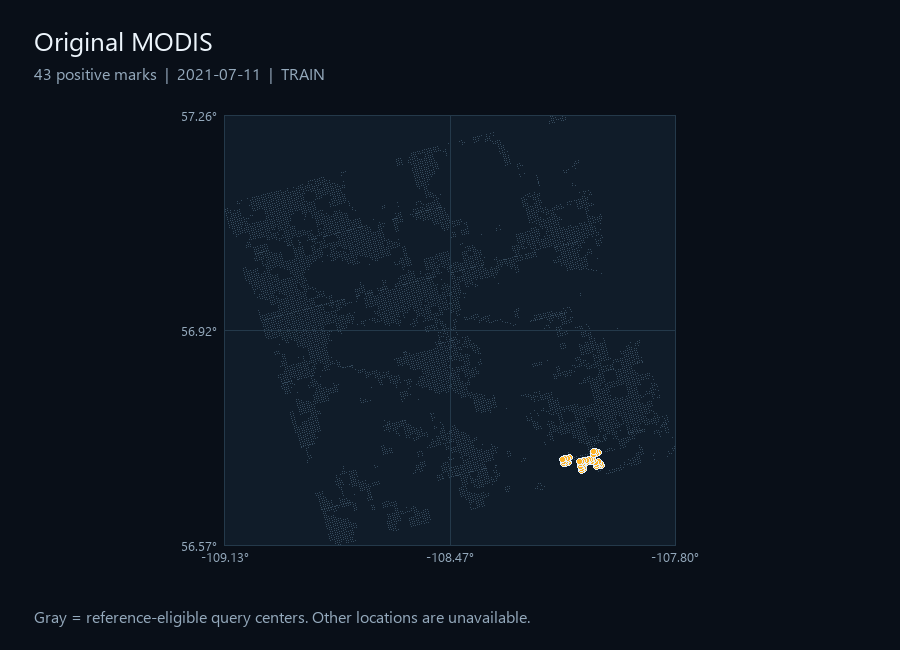 Original MODIS
43 positive marks | 2021-07-11 | TRAIN
57.26°
56.92°
56.57°
-109.13°
-108.47°
-107.80°
Gray = reference-eligible query centers. Other locations are unavailable.